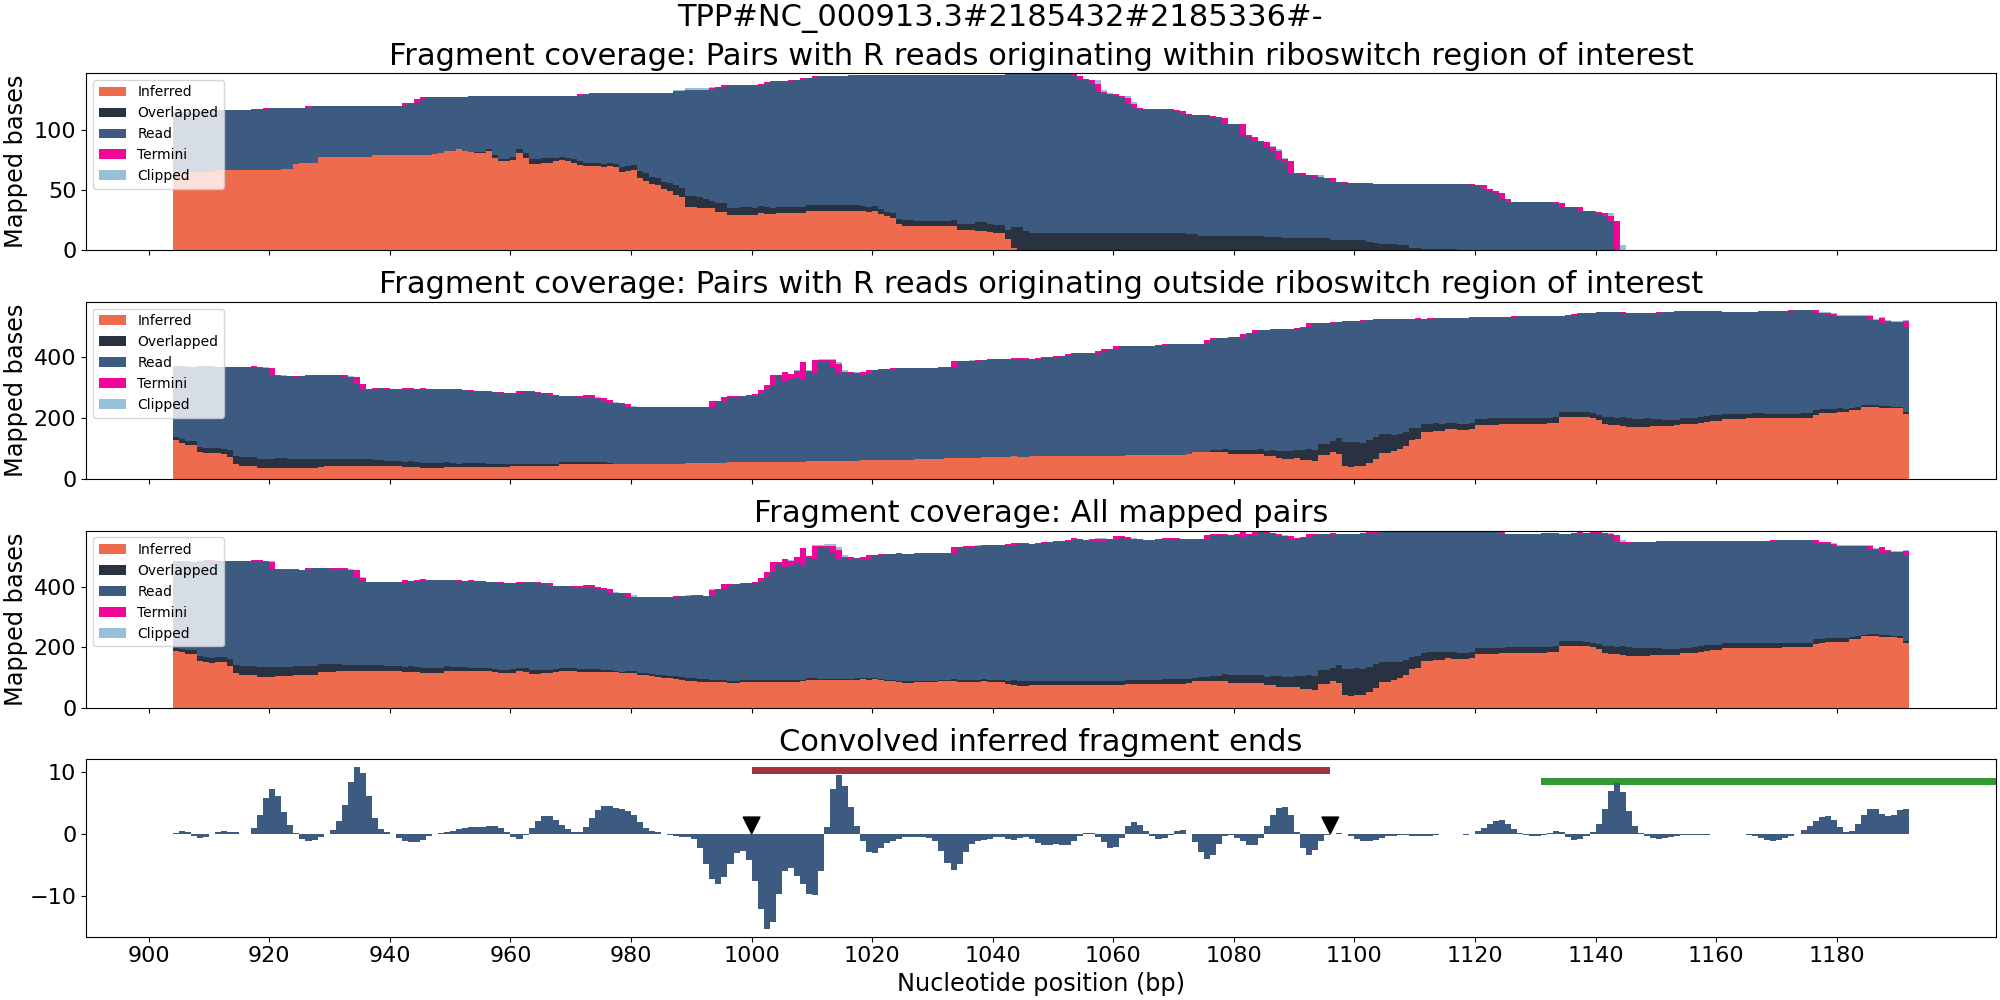 TPP#NC_000913.3#2185432#2185336#-
Fragment coverage: Pairs with R reads originating within riboswitch region of interest
Mapped bases
100
50
0
Inferred
Overlapped
Read
Termini
Clipped
Fragment coverage: Pairs with R reads originating outside riboswitch region of interest
Mapped bases
400
200
0
Inferred
Overlapped
Read
Termini
Clipped
Fragment coverage: All mapped pairs
Mapped bases
400
200
0
Inferred
Overlapped
Read
Termini
Clipped
Convolved inferred fragment ends
10
0
−10
900 920 940 960 980 1000 1020 1040 1060 1080 1100 1120 1140 1160 1180
Nucleotide position (bp)